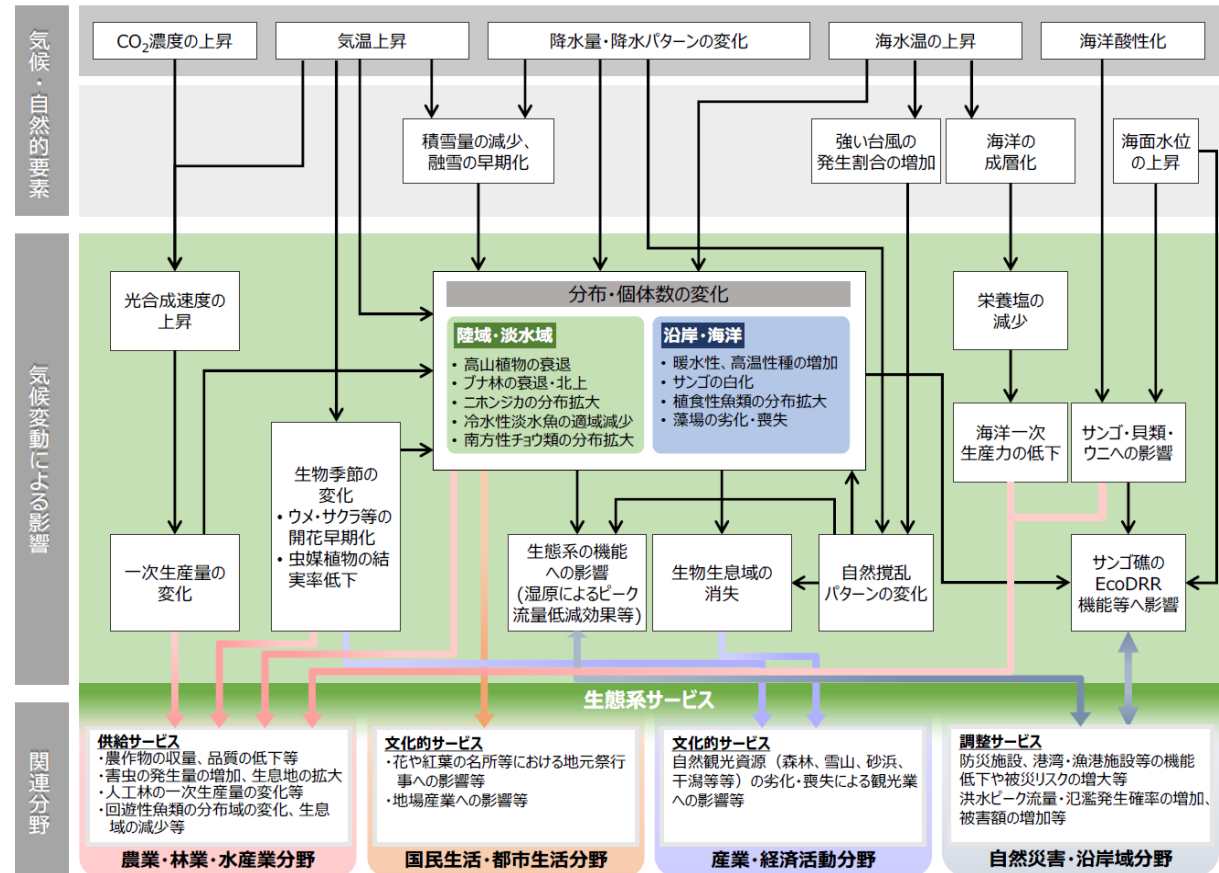 気候・自然的要素
CO2濃度の上昇
気温上昇
降水量・降水パターンの変化
海水温の上昇
海洋酸性化
積雪量の減少、
融雪の早期化
強い台風の
発生割合の増加
海洋の
成層化
海面水位
の上昇
気候変動による影響
光合成速度の
上昇
分布・個体数の変化
陸域・淡水域
• 高山植物の衰退
• ブナ林の衰退・北上
• ニホンジカの分布拡大
• 冷水性淡水魚の適域減少
• 南方性チョウ類の分布拡大
沿岸・海洋
• 暖水性、高温性種の増加
• サンゴの白化
• 植食性魚類の分布拡大
• 藻場の劣化・喪失
栄養塩の
減少
生物季節の
変化
• ウメ・サクラ等の
開花早期化
• 虫媒植物の結
実率低下
海洋一次
生産力の低下
サンゴ・貝類・
ウニへの影響
一次生産量の
変化
生態系の機能
への影響
(湿原によるピーク
流量低減効果等)
生物生息域の
消失
自然撹乱
パターンの変化
サンゴ礁の
EcoDRR
機能等へ影響
生態系サービス
関連分野
供給サービス
・農作物の収量、品質の低下等
・害虫の発生量の増加、生息地の拡大
・人工林の一次生産量の変化等
・回遊性魚類の分布域の変化、生息
域の減少等
農業・林業・水産業分野
文化的サービス
・花や紅葉の名所等における地元祭行
事への影響等
・地場産業への影響等
国民生活・都市生活分野
文化的サービス
自然観光資源（森林、雪山、砂浜、
干潟等等）の劣化・喪失による観光業
への影響等
産業・経済活動分野
調整サービス
防災施設、港湾・漁港施設等の機能
低下や被災リスクの増大等
洪水ピーク流量・氾濫発生確率の増加、
被害額の増加等
自然災害・沿岸域分野